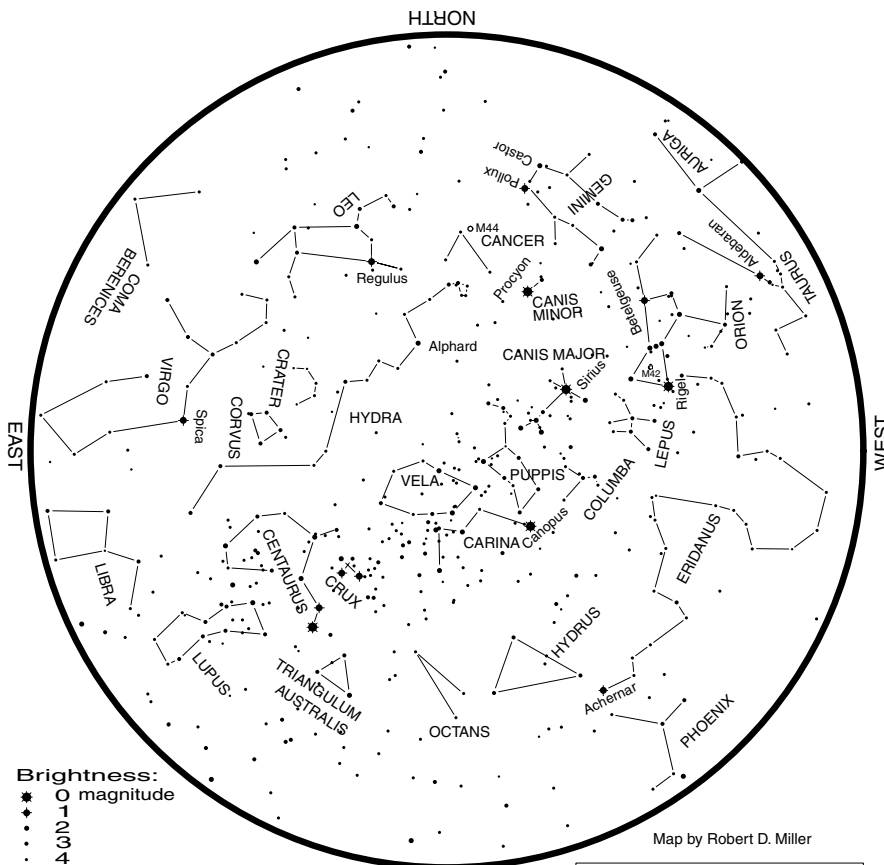 NORTH
AURIGA
Castor
Pollux
GEMINI
Aldebaran
TAURUS
LEO
M44
CANCER
COMA
BERENICES
Regulus
Procyon
CANIS
MINOR
Betelgeuse
ORION
Alphard
CANIS MAJOR
Sirius
M42
Rigel
VIRGO
CRATER
Spica
CORVUS
HYDRA
EAST
WEST
LEPUS
VELA
PUPPIS
COLUMBA
CARINA
Canopus
ERIDANUS
CENTAURUS
CRUX
LIBRA
LUPUS
HYDRUS
TRIANGULUM
AUSTRALIS
Achernar
OCTANS
PHOENIX
Brightness:
0 magnitude
1
2
3
4
Map by Robert D. Miller